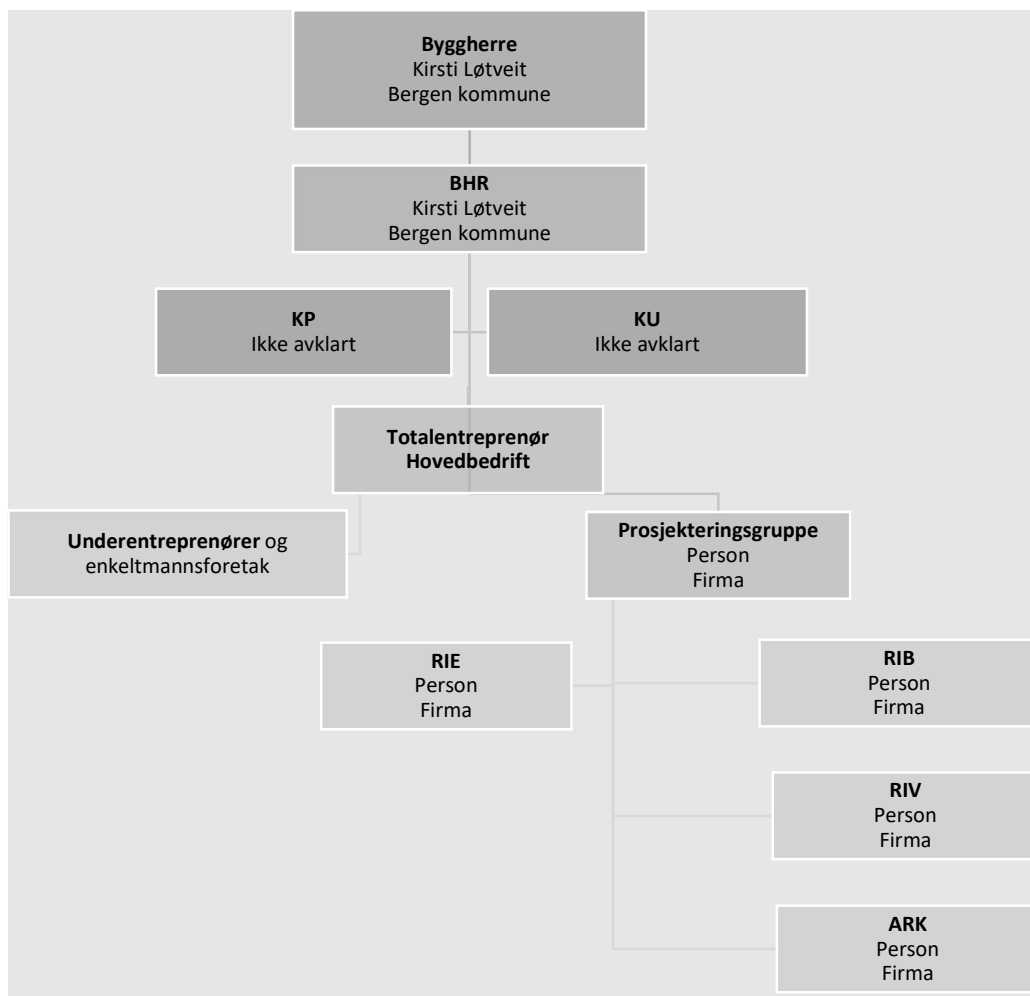 Byggherre
Kirsti Løtveit
Bergen kommune
BHR
Kirsti Løtveit
Bergen kommune
KP
Ikke avklart
KU
Ikke avklart
Totalentreprenør
Hovedbedrift
Underentreprenører og
enkeltmannsforetak
Prosjekteringsgruppe
Person
Firma
RIE
Person
Firma
RIB
Person
Firma
RIV
Person
Firma
ARK
Person
Firma